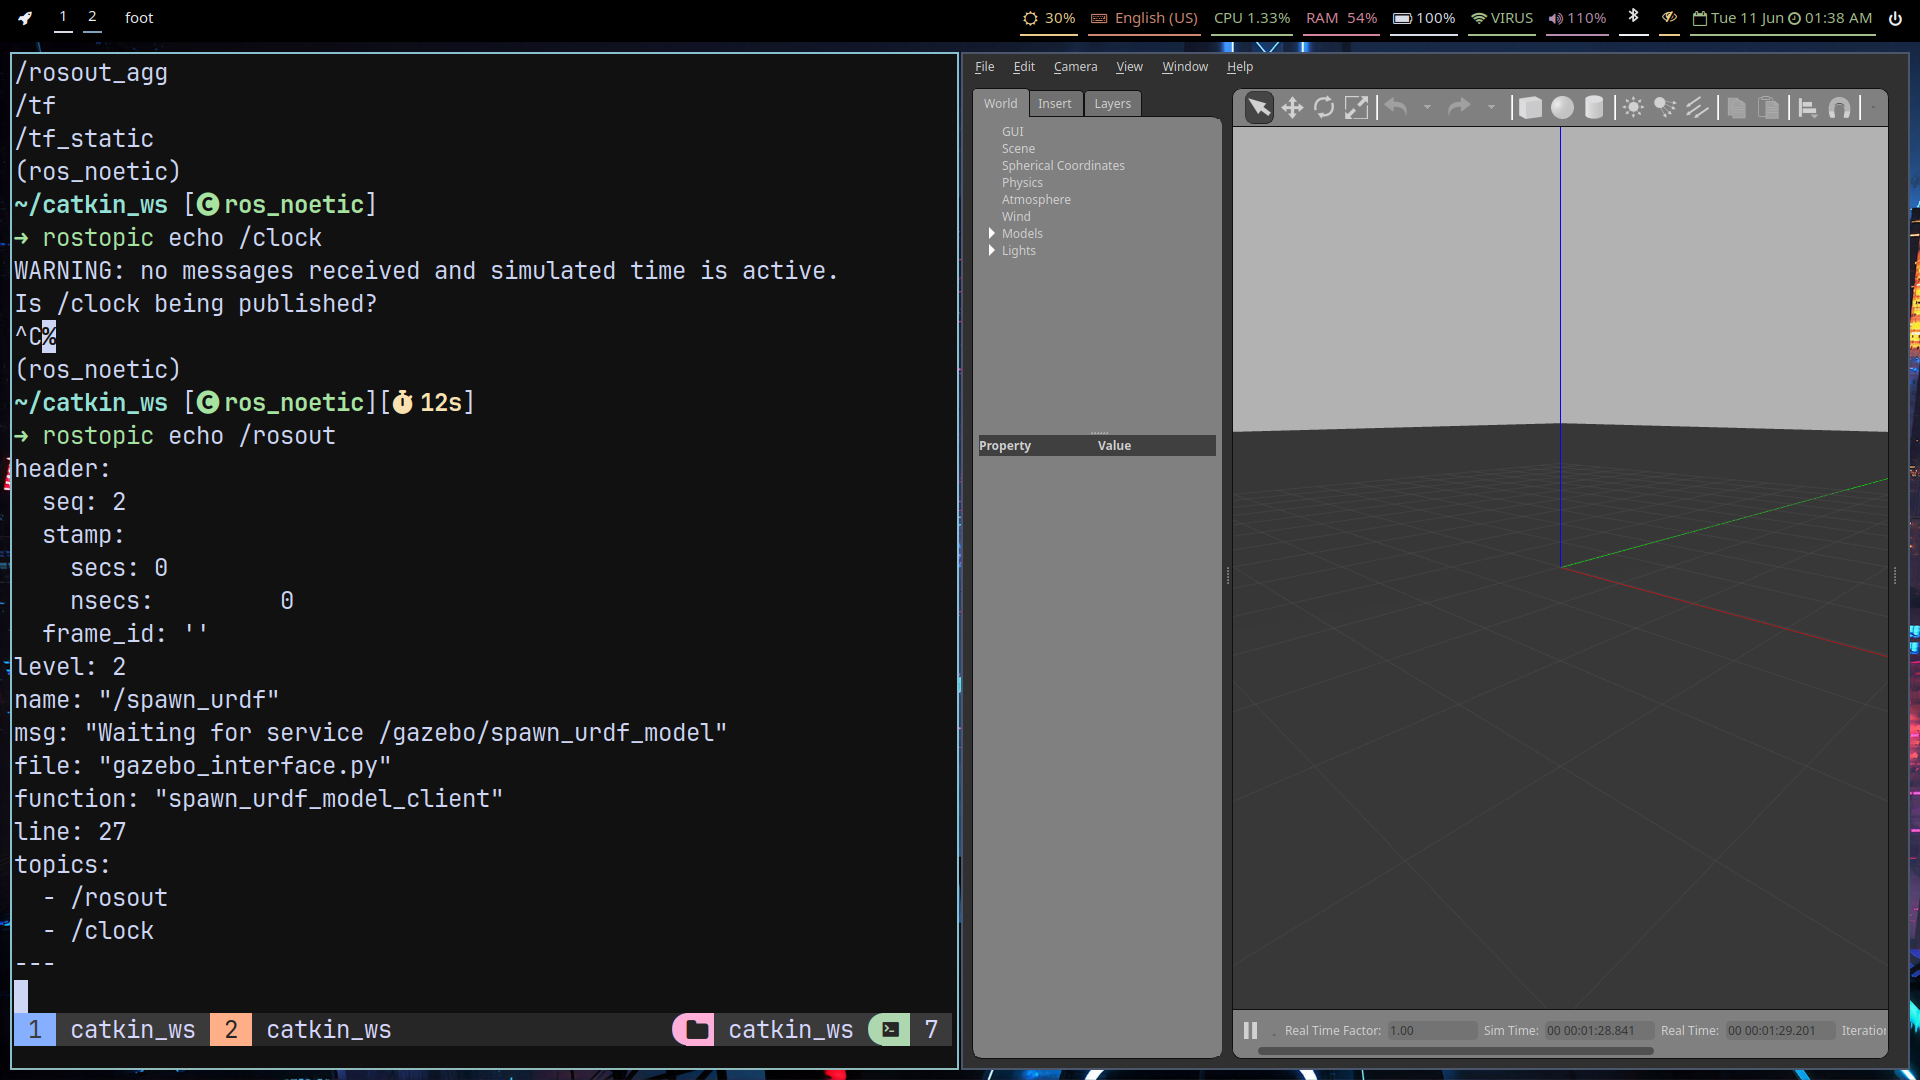 1 2 foot
30% English (US) CPU 1.33% RAM 54% 100% VIRUS 110% Tue 11 Jun 01:38 AM
/rosout_agg
/tf
/tf_static
(ros_noetic)
~/catkin_ws [C ros_noetic]
→ rostopic echo /clock
WARNING: no messages received and simulated time is active.
Is /clock being published?
^C%
(ros_noetic)
~/catkin_ws [C ros_noetic][12s]
→ rostopic echo /rosout
header:
  seq: 2
  stamp:
    secs: 0
    nsecs:         0
  frame_id: ''
level: 2
name: "/spawn_urdf"
msg: "Waiting for service /gazebo/spawn_urdf_model"
file: "gazebo_interface.py"
function: "spawn_urdf_model_client"
line: 27
topics:
  - /rosout
  - /clock
---
1 catkin_ws 2 catkin_ws catkin_ws 7
File Edit Camera View Window Help
World Insert Layers
GUI
Scene
Spherical Coordinates
Physics
Atmosphere
Wind
Models
Lights
Property Value
Real Time Factor: 1.00 Sim Time: 00 00:01:28.841 Real Time: 00 00:01:29.201